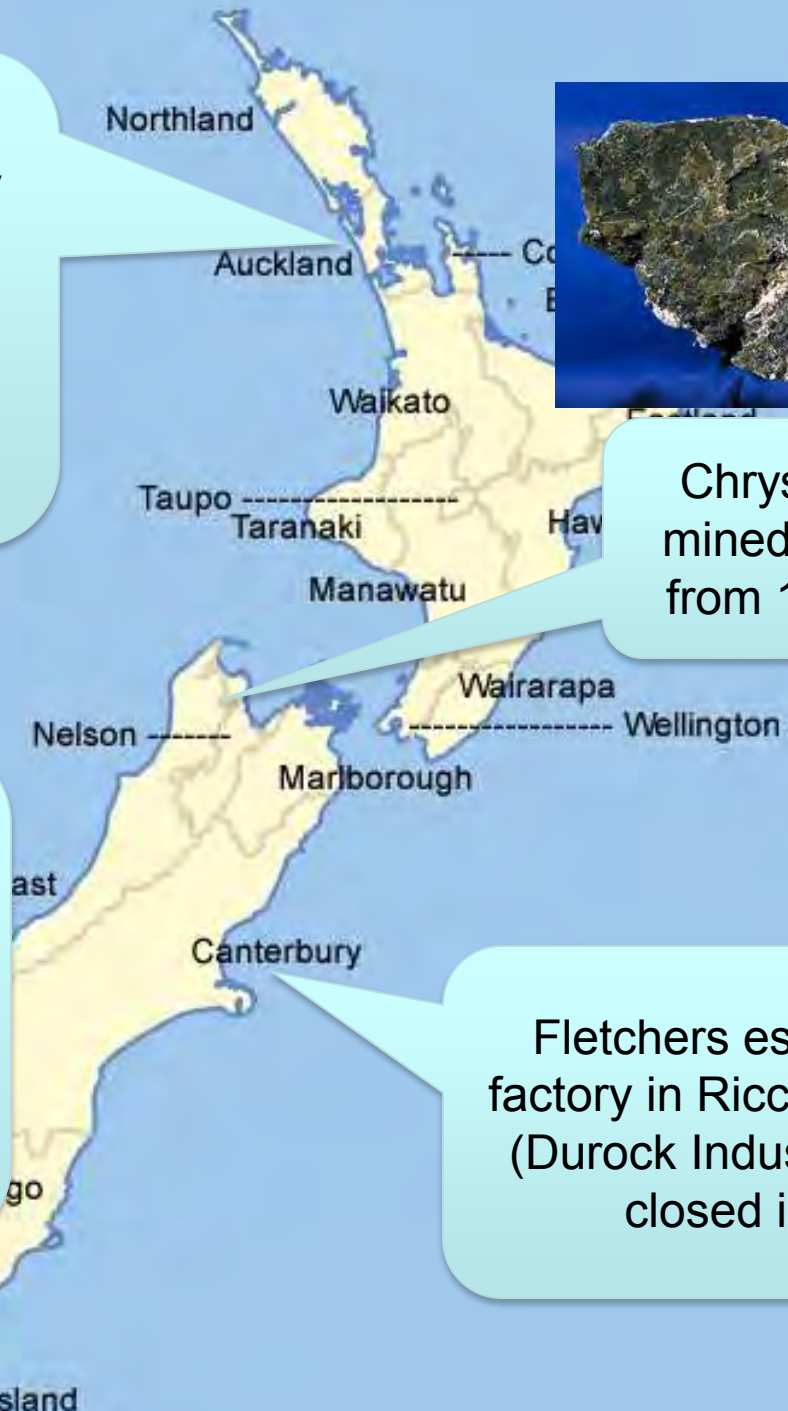 Northland
Auckland
Waikato
Taupo
Taranaki
Manawatu
Chrys
mined
from 1
Wairarapa
Nelson
Wellington
Marlborough
ast
Canterbury
Fletchers es
factory in Ricc
(Durock Indus
closed i
go
sland